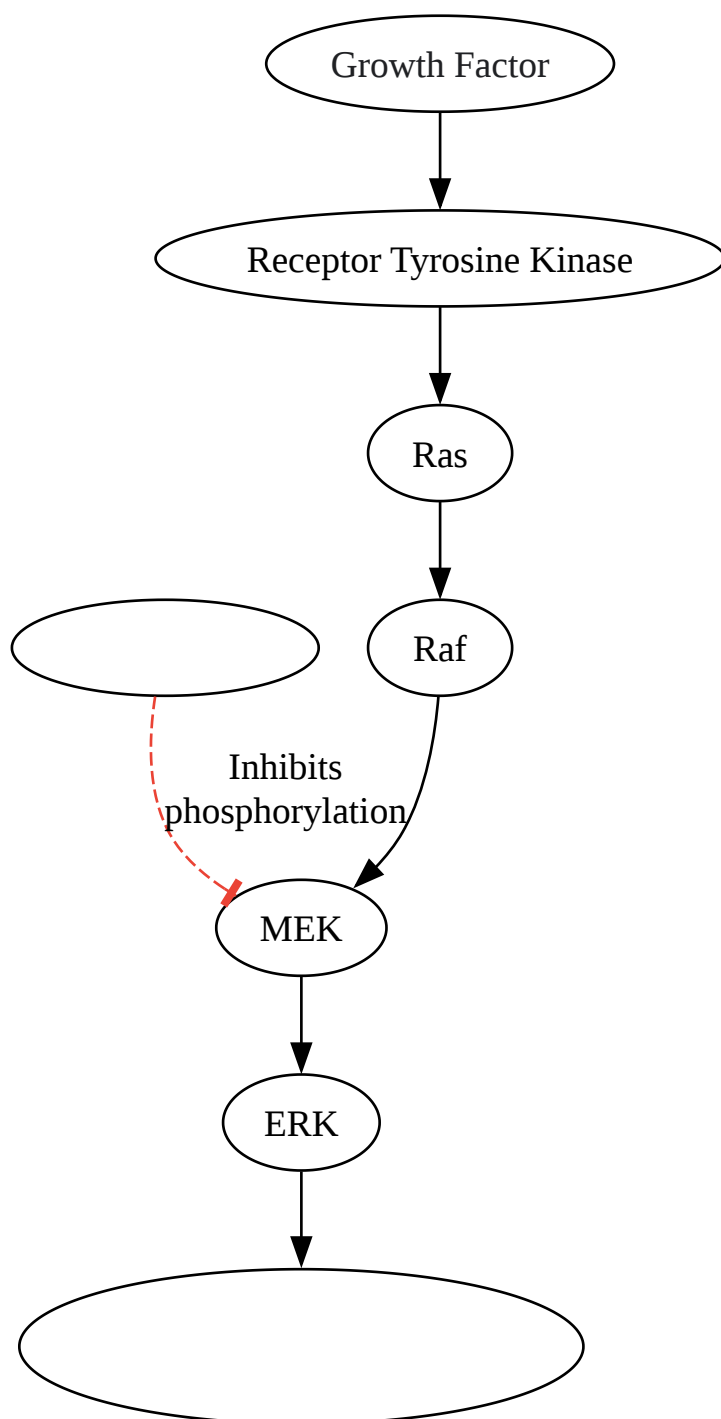 Growth Factor
Receptor Tyrosine Kinase
Ras
Raf
Inhibits
phosphorylation
MEK
ERK